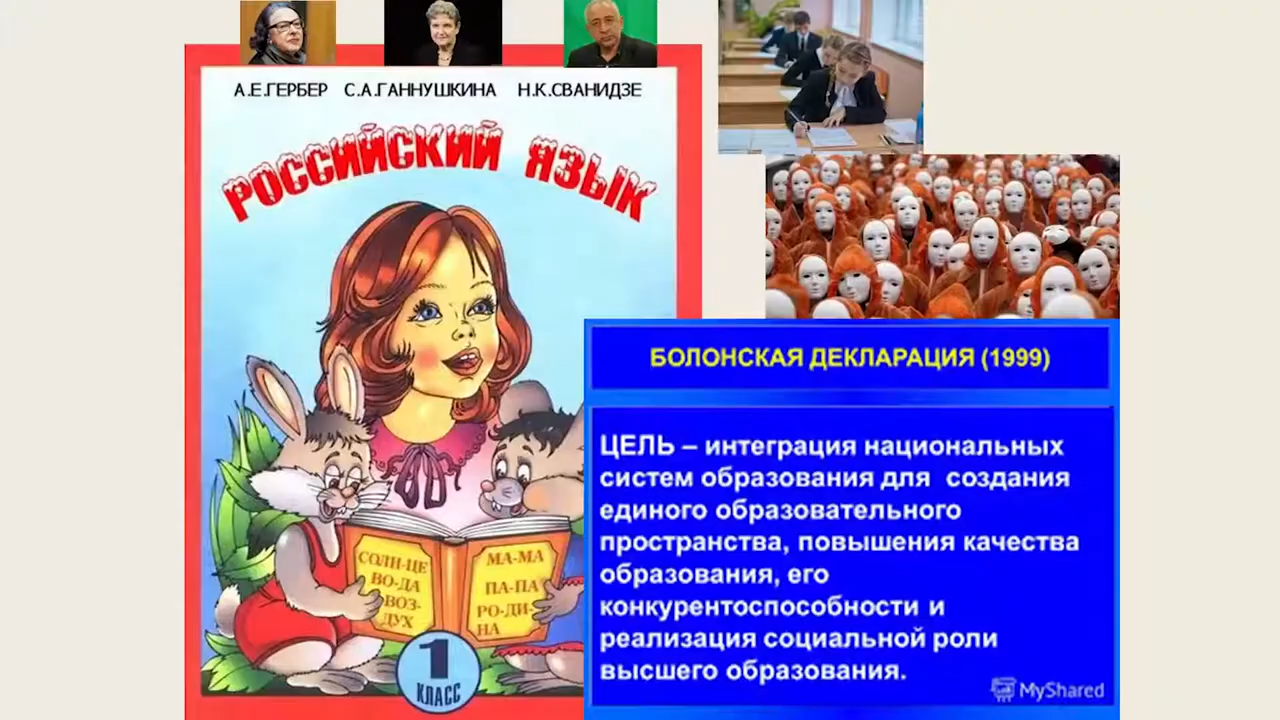 А.Е.ГЕРБЕР С.А.ГАННУШКИНА Н.К.СВАНИДЗЕ
РОССИЙСКИЙ ЯЗЫК
СОЛН-ЦЕ
ВО-ДА
ВОЗ-
ДУХ
МА-МА
ПА-ПА
РО-ДИ-
НА
1
КЛАСС
БОЛОНСКАЯ ДЕКЛАРАЦИЯ (1999)
ЦЕЛЬ – интеграция национальных
систем образования для создания
единого образовательного
пространства, повышения качества
образования, его
конкурентоспособности и
реализация социальной роли
высшего образования.
MyShared